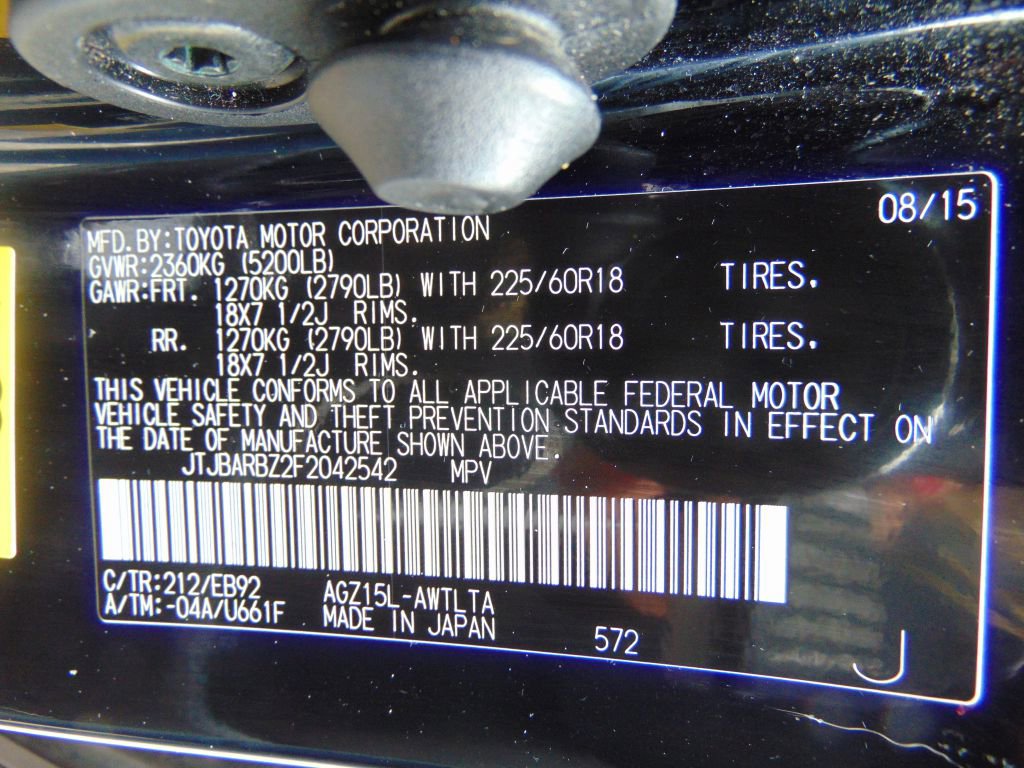 08/15
MFD.BY:TOYOTA MOTOR CORPORATION
GVWR:2360KG (5200LB)
GAWR:FRT. 1270KG (2790LB) WITH 225/60R18 TIRES.
18X7 1/2J RIMS.
RR. 1270KG (2790LB) WITH 225/60R18 TIRES.
18X7 1/2J RIMS.
THIS VEHICLE CONFORMS TO ALL APPLICABLE FEDERAL MOTOR
VEHICLE SAFETY AND THEFT PREVENTION STANDARDS IN EFFECT ON
THE DATE OF MANUFACTURE SHOWN ABOVE.
JTJBARBZ2F2042542 MPV
C/TR:212/EB92 AGZ15L-AWTLTA
A/TM:-04A/U661F MADE IN JAPAN 572
J